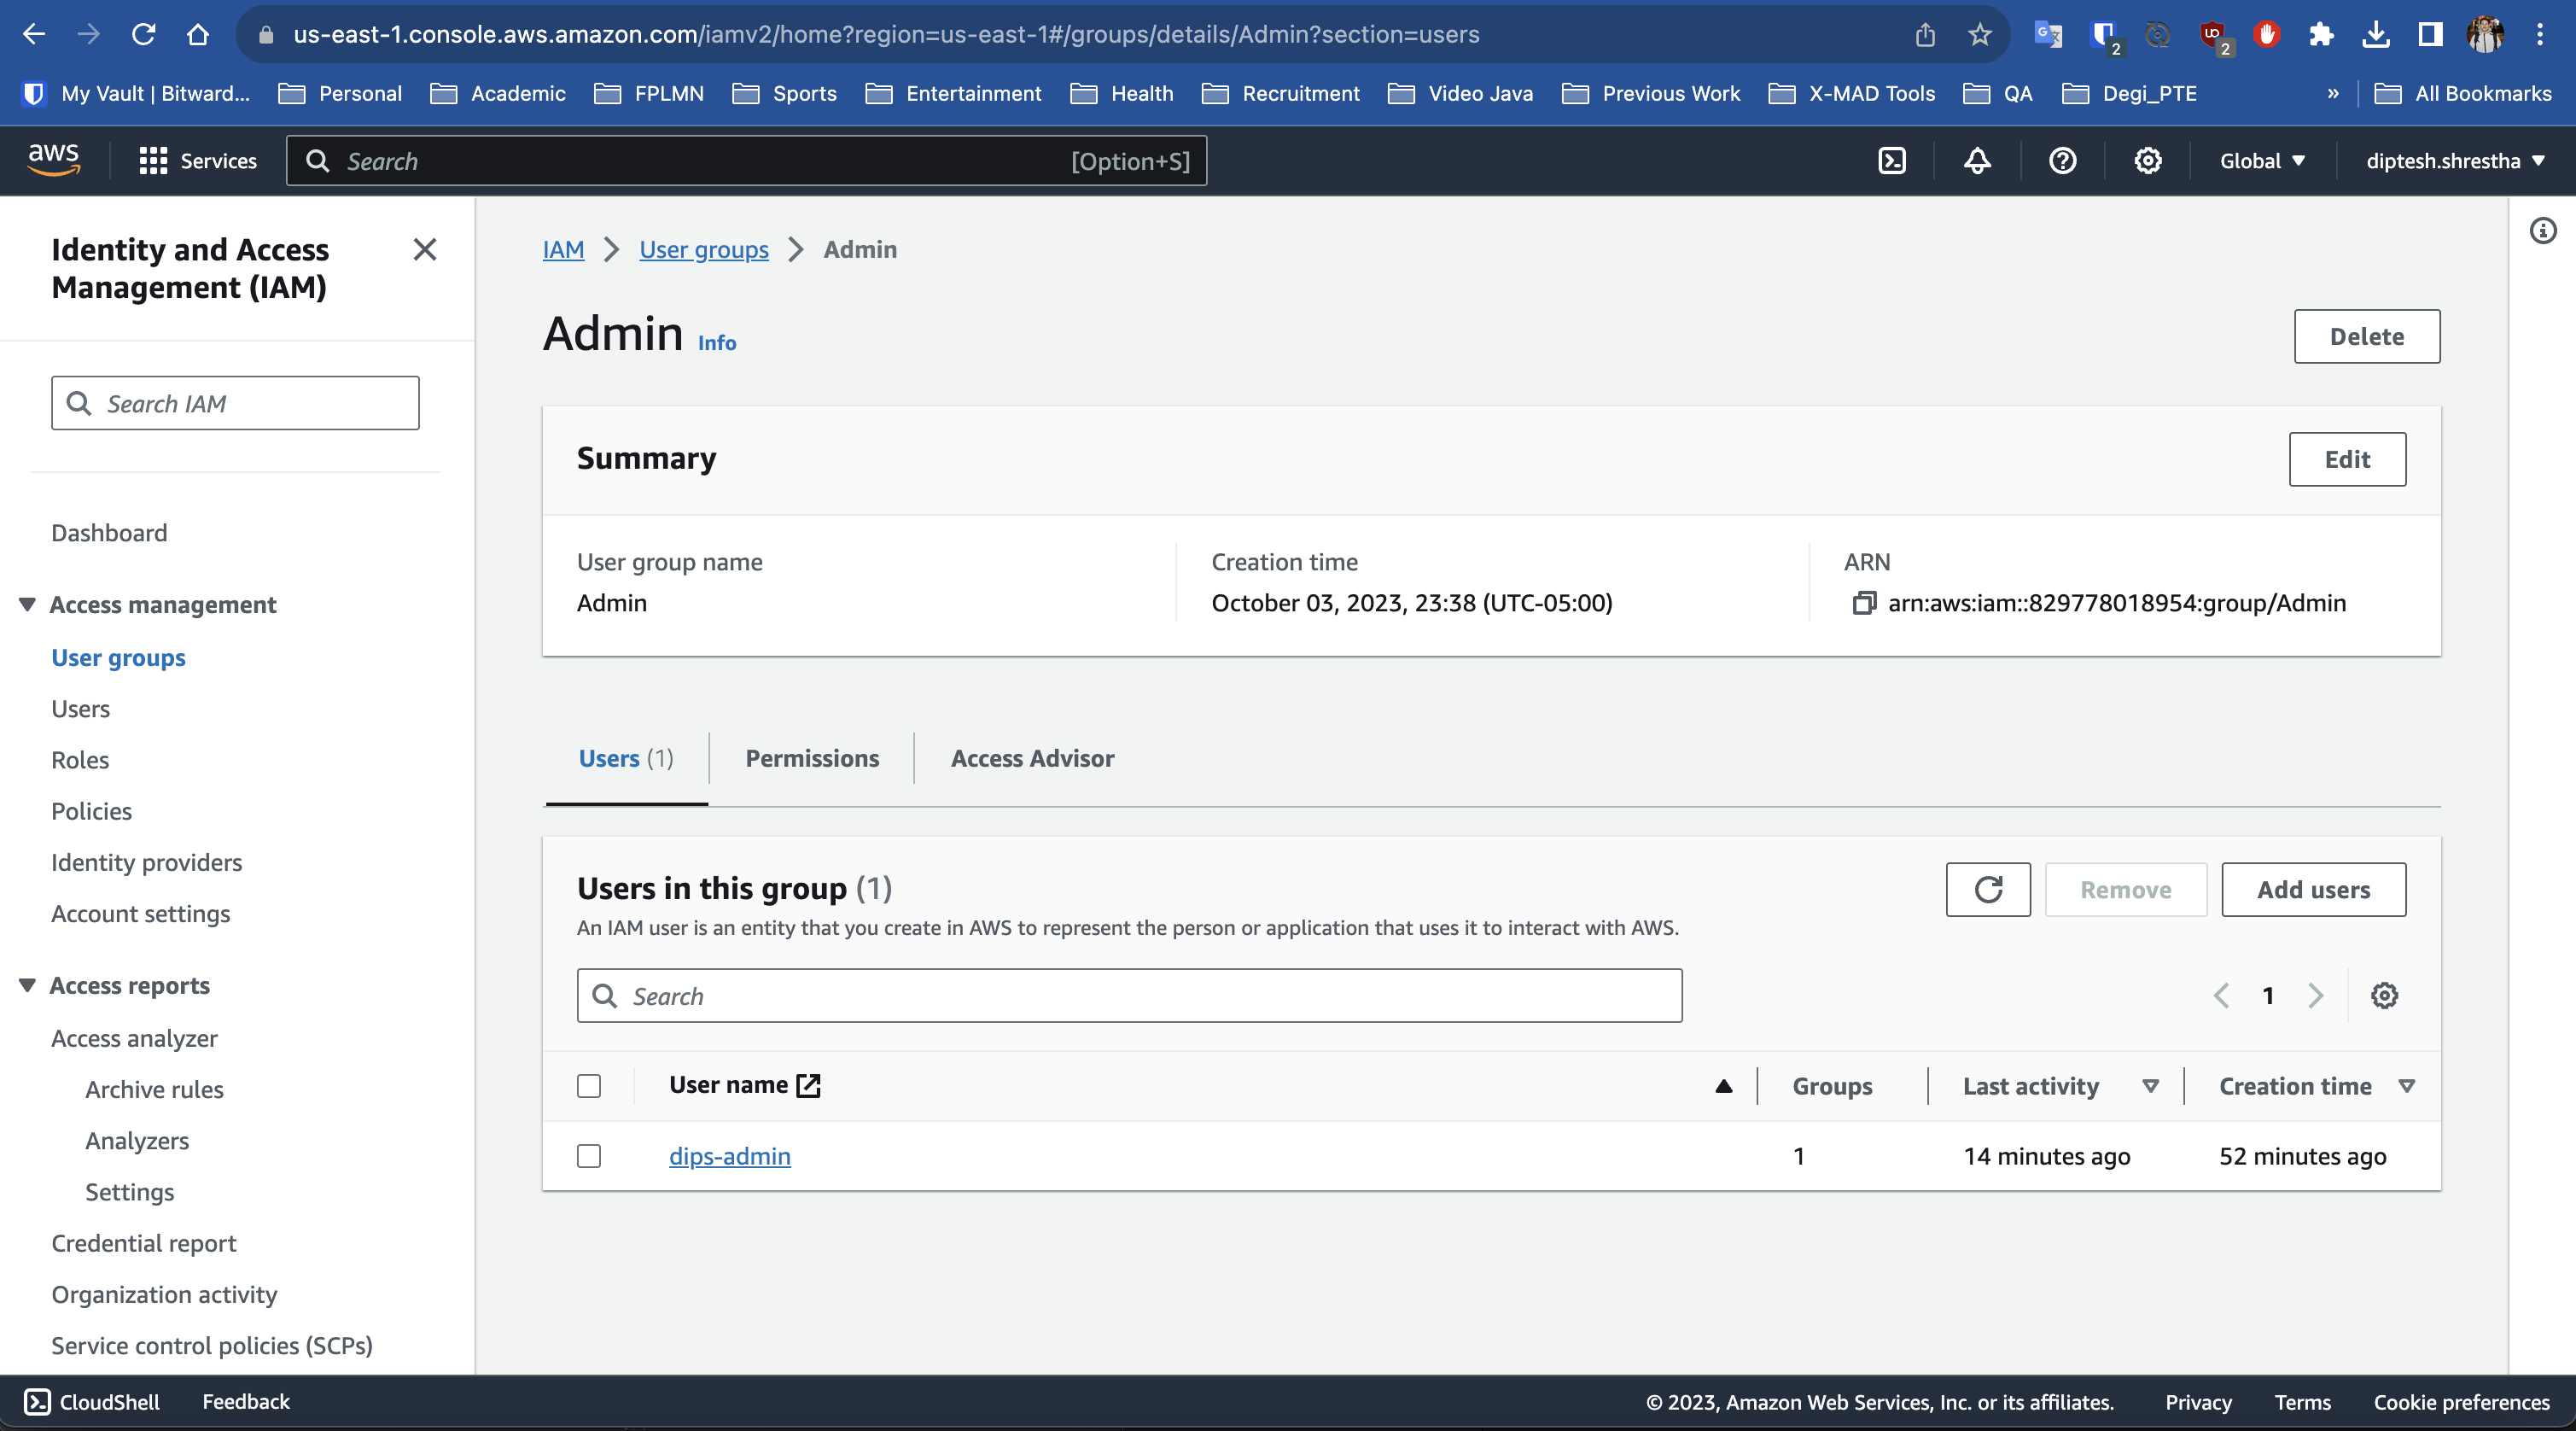 us-east-1.console.aws.amazon.com/iamv2/home?region=us-east-1#/groups/details/Admin?section=users
2
2
My Vault | Bitward...
Personal
Academic
FPLMN
Sports
Entertainment
Health
Recruitment
Video Java
Previous Work
X-MAD Tools
QA
Degi_PTE
»
All Bookmarks
aws
Services
Search
[Option+S]
Global
diptesh.shrestha
Identity and Access
Management (IAM)
Search IAM
Dashboard
Access management
User groups
Users
Roles
Policies
Identity providers
Account settings
Access reports
Access analyzer
Archive rules
Analyzers
Settings
Credential report
Organization activity
Service control policies (SCPs)
IAM
User groups
Admin
Admin Info
Delete
Summary
Edit
User group name
Admin
Creation time
October 03, 2023, 23:38 (UTC-05:00)
ARN
arn:aws:iam::829778018954:group/Admin
Users (1)
Permissions
Access Advisor
Users in this group (1)
An IAM user is an entity that you create in AWS to represent the person or application that uses it to interact with AWS.
Remove
Add users
Search
1
User name
Groups
Last activity
Creation time
dips-admin
1
14 minutes ago
52 minutes ago
CloudShell
Feedback
© 2023, Amazon Web Services, Inc. or its affiliates.
Privacy
Terms
Cookie preferences